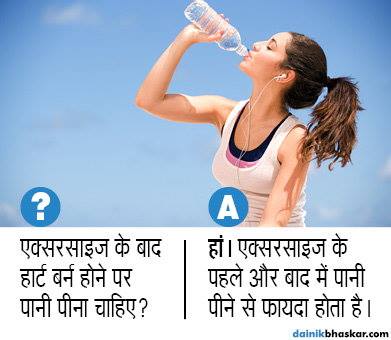 ?
A
एक्सरसाइज के बाद
हार्ट बर्न होने पर
पानी पीना चाहिए?
हां। एक्सरसाइज के
पहले और बाद में पानी
पीने से फायदा होता है।
dainikbhaskar.com